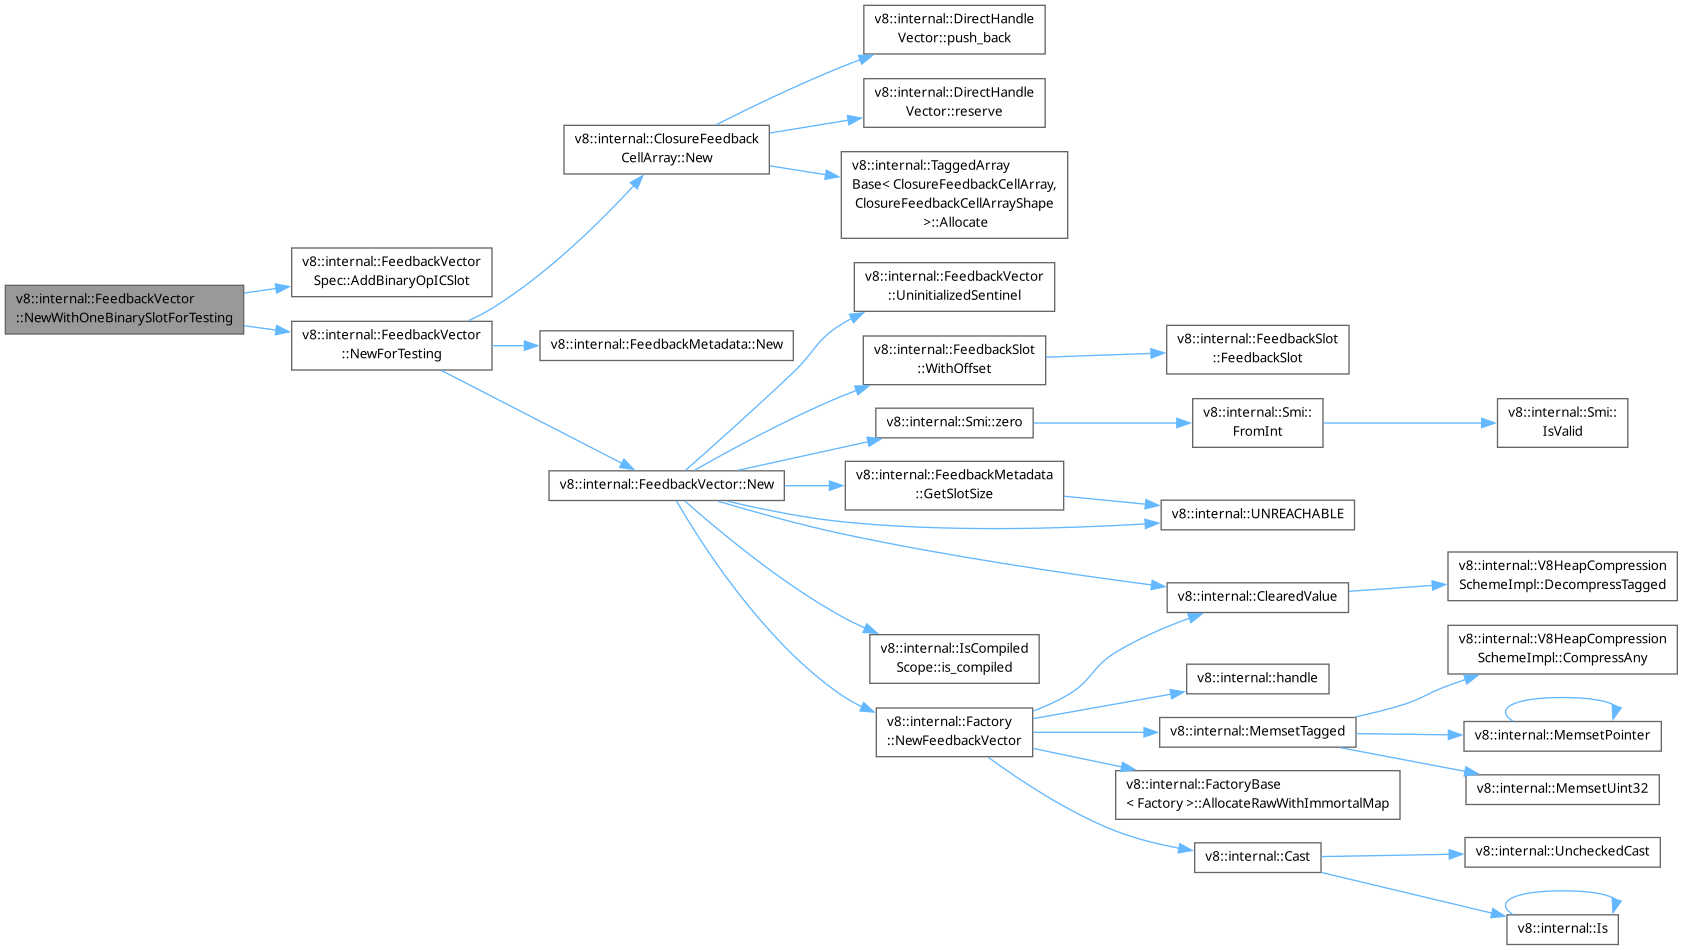 v8::internal::DirectHandle
Vector::push_back
v8::internal::DirectHandle
Vector::reserve
v8::internal::ClosureFeedback
CellArray::New
v8::internal::TaggedArray
Base< ClosureFeedbackCellArray,
ClosureFeedbackCellArrayShape
>::Allocate
v8::internal::FeedbackVector
Spec::AddBinaryOpICSlot
v8::internal::FeedbackVector
::NewWithOneBinarySlotForTesting
v8::internal::FeedbackVector
::NewForTesting
v8::internal::FeedbackMetadata::New
v8::internal::FeedbackVector
::UninitializedSentinel
v8::internal::FeedbackSlot
::WithOffset
v8::internal::FeedbackSlot
::FeedbackSlot
v8::internal::Smi::zero
v8::internal::Smi::
FromInt
v8::internal::Smi::
IsValid
v8::internal::FeedbackVector::New
v8::internal::FeedbackMetadata
::GetSlotSize
v8::internal::UNREACHABLE
v8::internal::ClearedValue
v8::internal::V8HeapCompression
SchemeImpl::DecompressTagged
v8::internal::IsCompiled
Scope::is_compiled
v8::internal::V8HeapCompression
SchemeImpl::CompressAny
v8::internal::handle
v8::internal::Factory
::NewFeedbackVector
v8::internal::MemsetTagged
v8::internal::MemsetPointer
v8::internal::FactoryBase
< Factory >::AllocateRawWithImmortalMap
v8::internal::MemsetUint32
v8::internal::Cast
v8::internal::UncheckedCast
v8::internal::Is